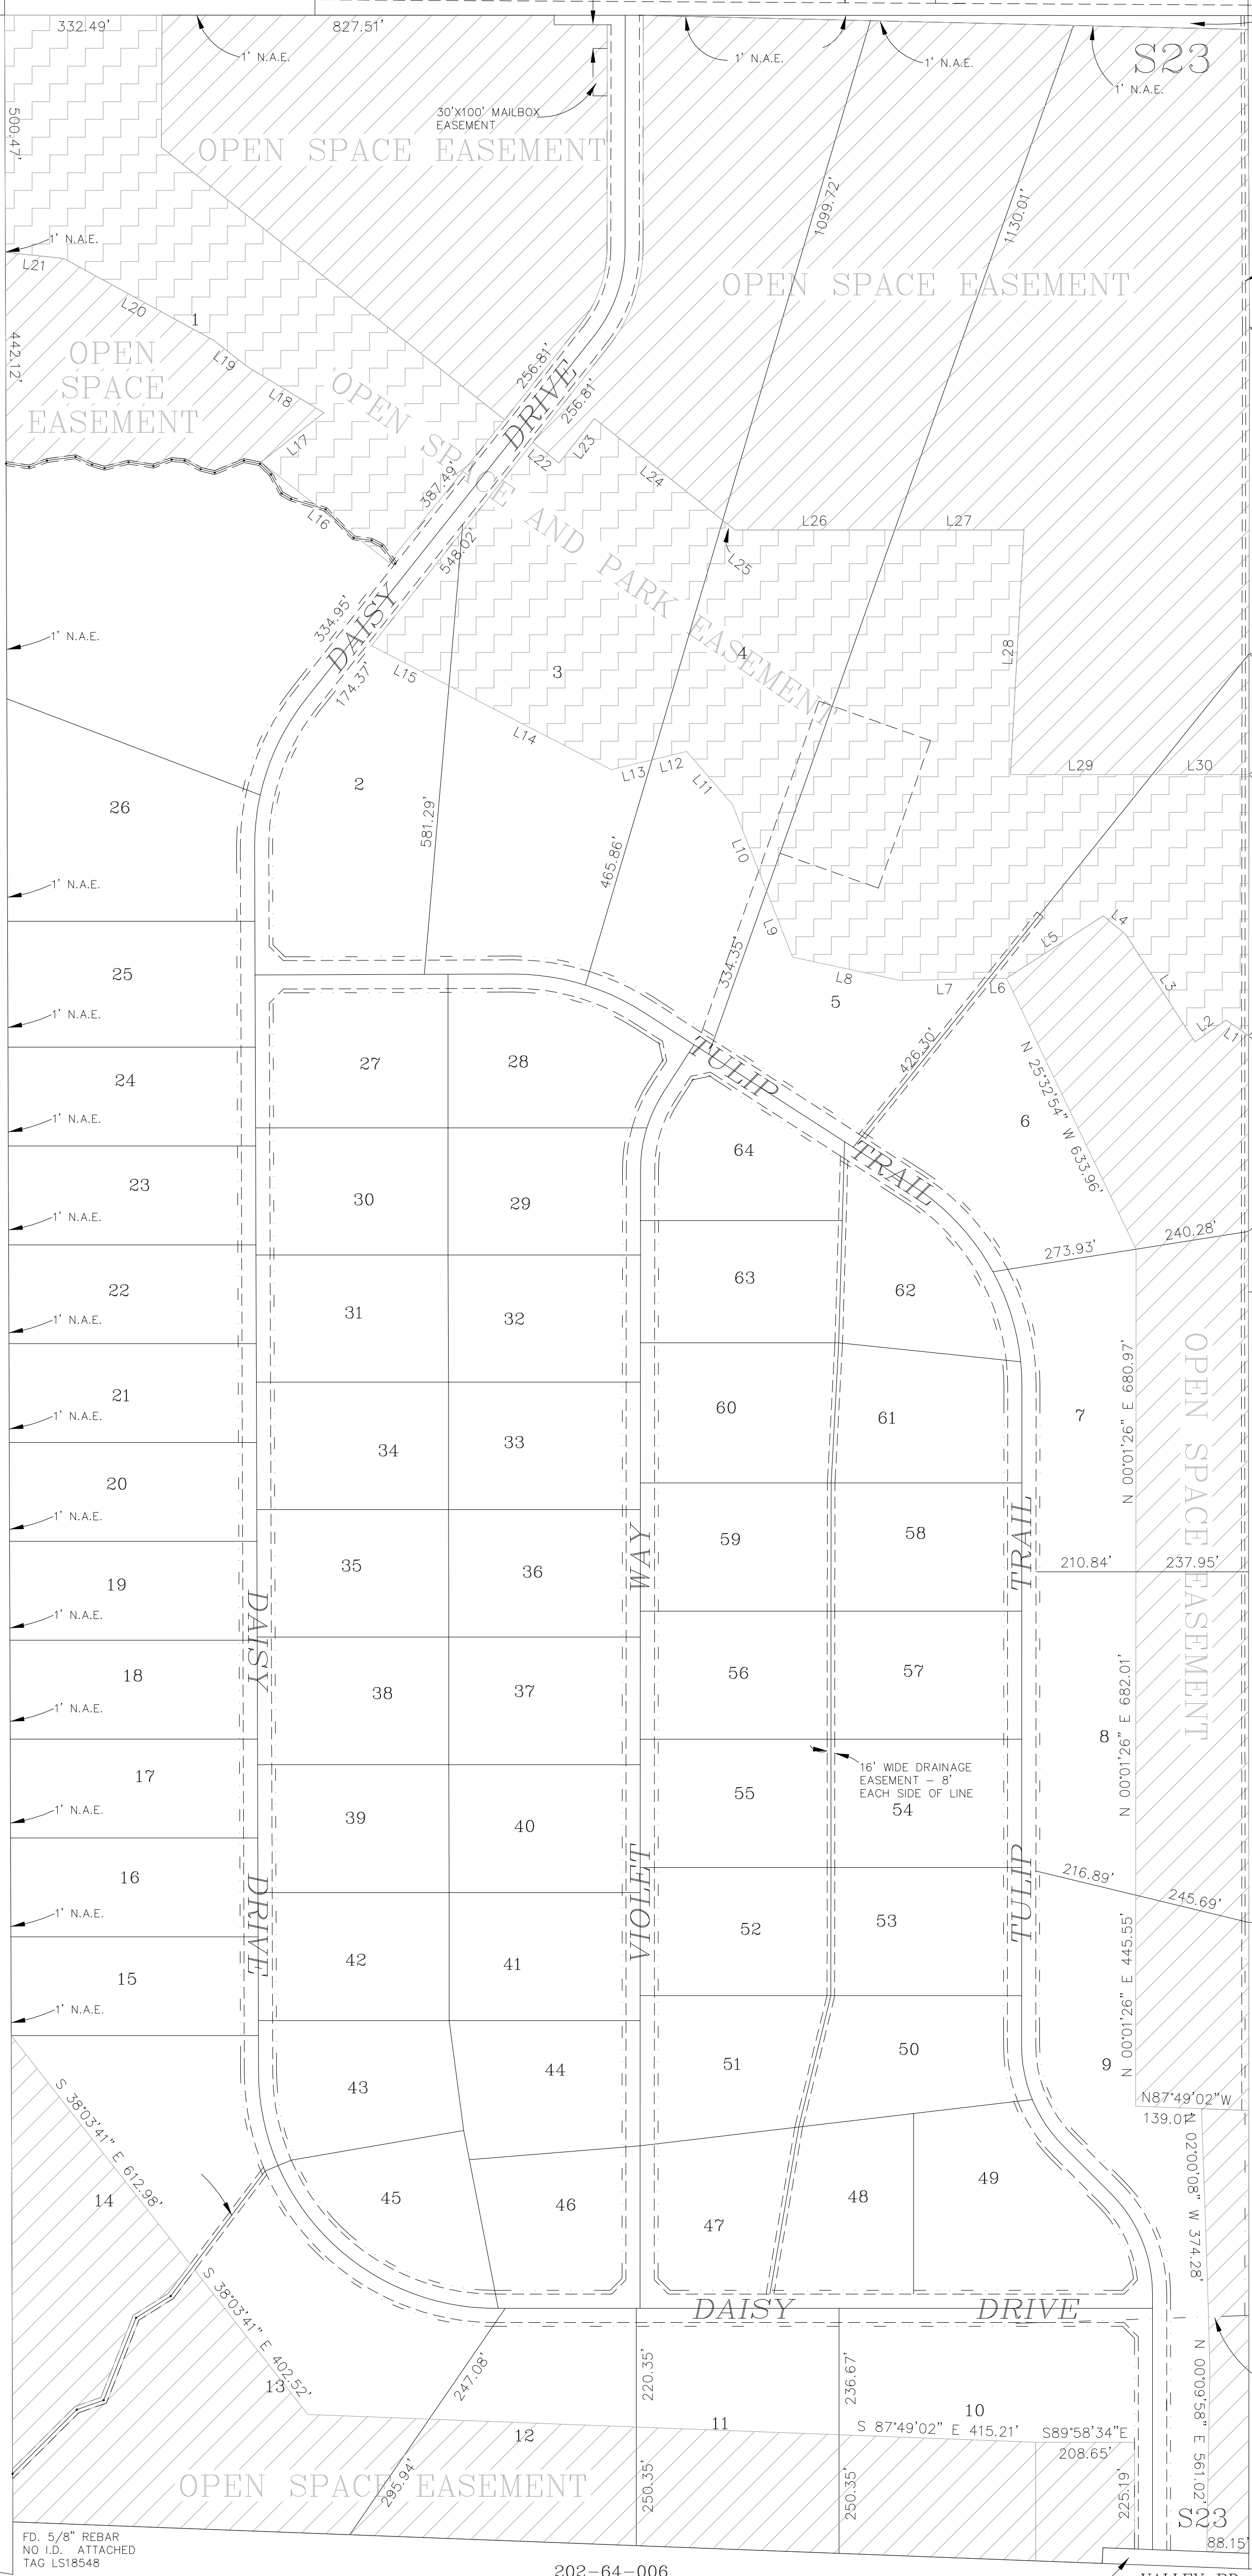 332.49'
827.51'
1' N.A.E.
1' N.A.E.
1' N.A.E.
1' N.A.E.
S23
30'X100' MAILBOX
EASEMENT
500.47'
OPEN SPACE EASEMENT
1099.72'
1130.01'
1' N.A.E.
L21
L20
1
L19
L18
L17
442.12'
OPEN
SPACE
EASEMENT
OPEN SPACE EASEMENT
256.81'
256.81'
DAISY DRIVE
L22
L23
L24
L25
L26
L27
L28
L29
L30
OPEN SPACE AND PARK EASEMENT
387.49'
548.02'
L16
334.95'
174.37'
1' N.A.E.
L15
L14
L13
L12
L11
L10
L9
L8
L7
L6
L5
L4
L3
L2
L1
3
4
2
26
581.29'
465.86'
334.35'
1' N.A.E.
5
426.30'
25
1' N.A.E.
N 25°32'54" W 633.96'
6
TULIP TRAIL
27
28
24
1' N.A.E.
64
23
30
29
1' N.A.E.
240.28'
273.93'
63
62
22
31
32
1' N.A.E.
N 00°01'26" E 680.97'
OPEN SPACE EASEMENT
21
60
61
7
1' N.A.E.
34
33
20
1' N.A.E.
59
58
TRAIL
WAY
35
36
19
210.84'
237.95'
1' N.A.E.
DAISY
18
56
57
38
37
1' N.A.E.
N 00°01'26" E 682.01'
8
17
16' WIDE DRAINAGE
EASEMENT - 8'
EACH SIDE OF LINE
55
54
1' N.A.E.
39
40
16
DRIVE
VIOLET
TULIP
216.89'
245.69'
1' N.A.E.
52
53
N 00°01'26" E 445.55'
42
41
15
1' N.A.E.
51
50
9
44
43
S 38°03'41" E 612.98'
N87°49'02"W
139.01'
N 02°00'08" W 374.28'
14
45
46
47
48
49
S 38°03'41" E 402.52'
DAISY DRIVE
13
247.08'
220.35'
236.67'
10
11
12
S 87°49'02" E 415.21'
S89°58'34"E
208.65'
N 00°09'58" E 561.02'
OPEN SPACE EASEMENT
295.94'
250.35'
250.35'
225.19'
S23
88.15'
FD. 5/8" REBAR
NO I.D. ATTACHED
TAG LS18548
202-64-006
VALLEY DR